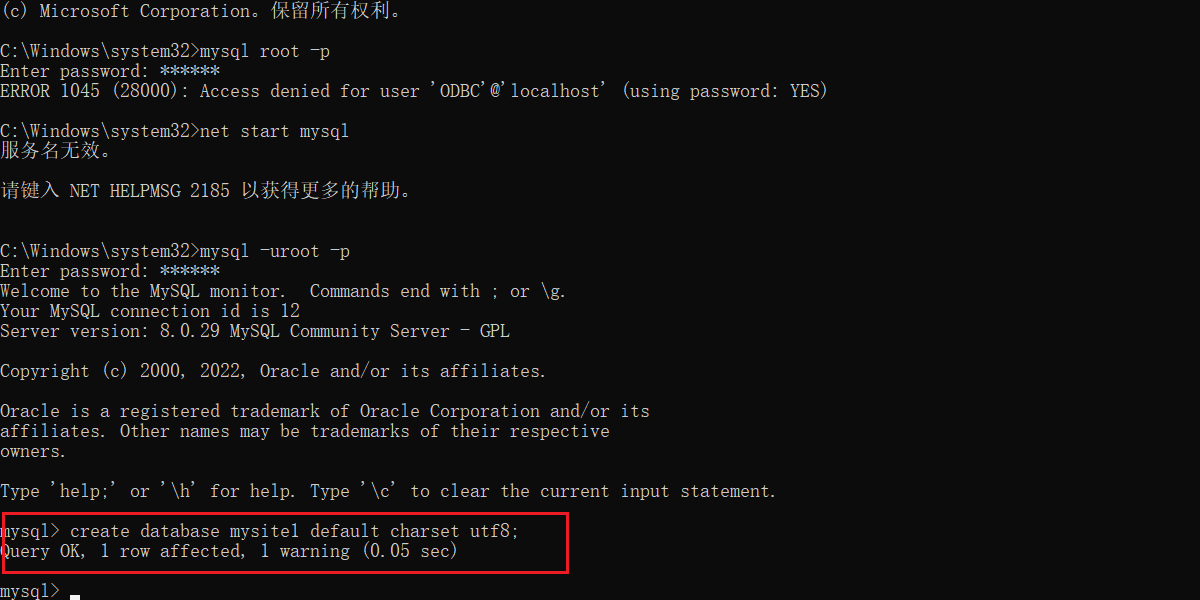 (c) Microsoft Corporation。保留所有权利。
C:\Windows\system32>mysql root -p
Enter password: ******
ERROR 1045 (28000): Access denied for user 'ODBC'@'localhost' (using password: YES)
C:\Windows\system32>net start mysql
服务名无效。
请键入 NET HELPMSG 2185 以获得更多的帮助。
C:\Windows\system32>mysql -uroot -p
Enter password: ******
Welcome to the MySQL monitor.  Commands end with ; or \g.
Your MySQL connection id is 12
Server version: 8.0.29 MySQL Community Server - GPL
Copyright (c) 2000, 2022, Oracle and/or its affiliates.
Oracle is a registered trademark of Oracle Corporation and/or its
affiliates. Other names may be trademarks of their respective
owners.
Type 'help;' or '\h' for help. Type '\c' to clear the current input statement.
mysql> create database mysite1 default charset utf8;
Query OK, 1 row affected, 1 warning (0.05 sec)
mysql>